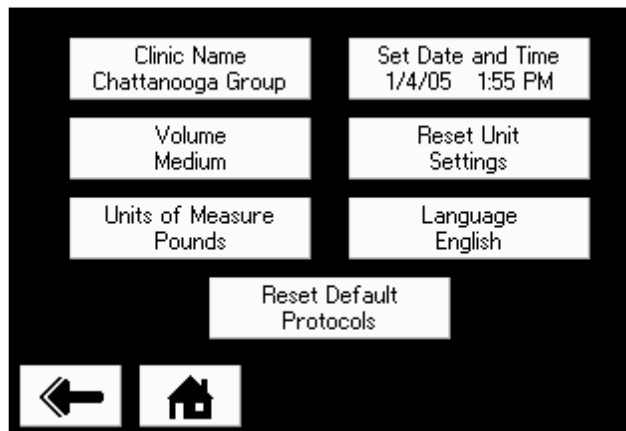 Clinic Name
Chattanooga Group
Set Date and Time
1/4/05 1:55 PM
Volume
Medium
Reset Unit
Settings
Units of Measure
Pounds
Language
English
Reset Default
Protocols